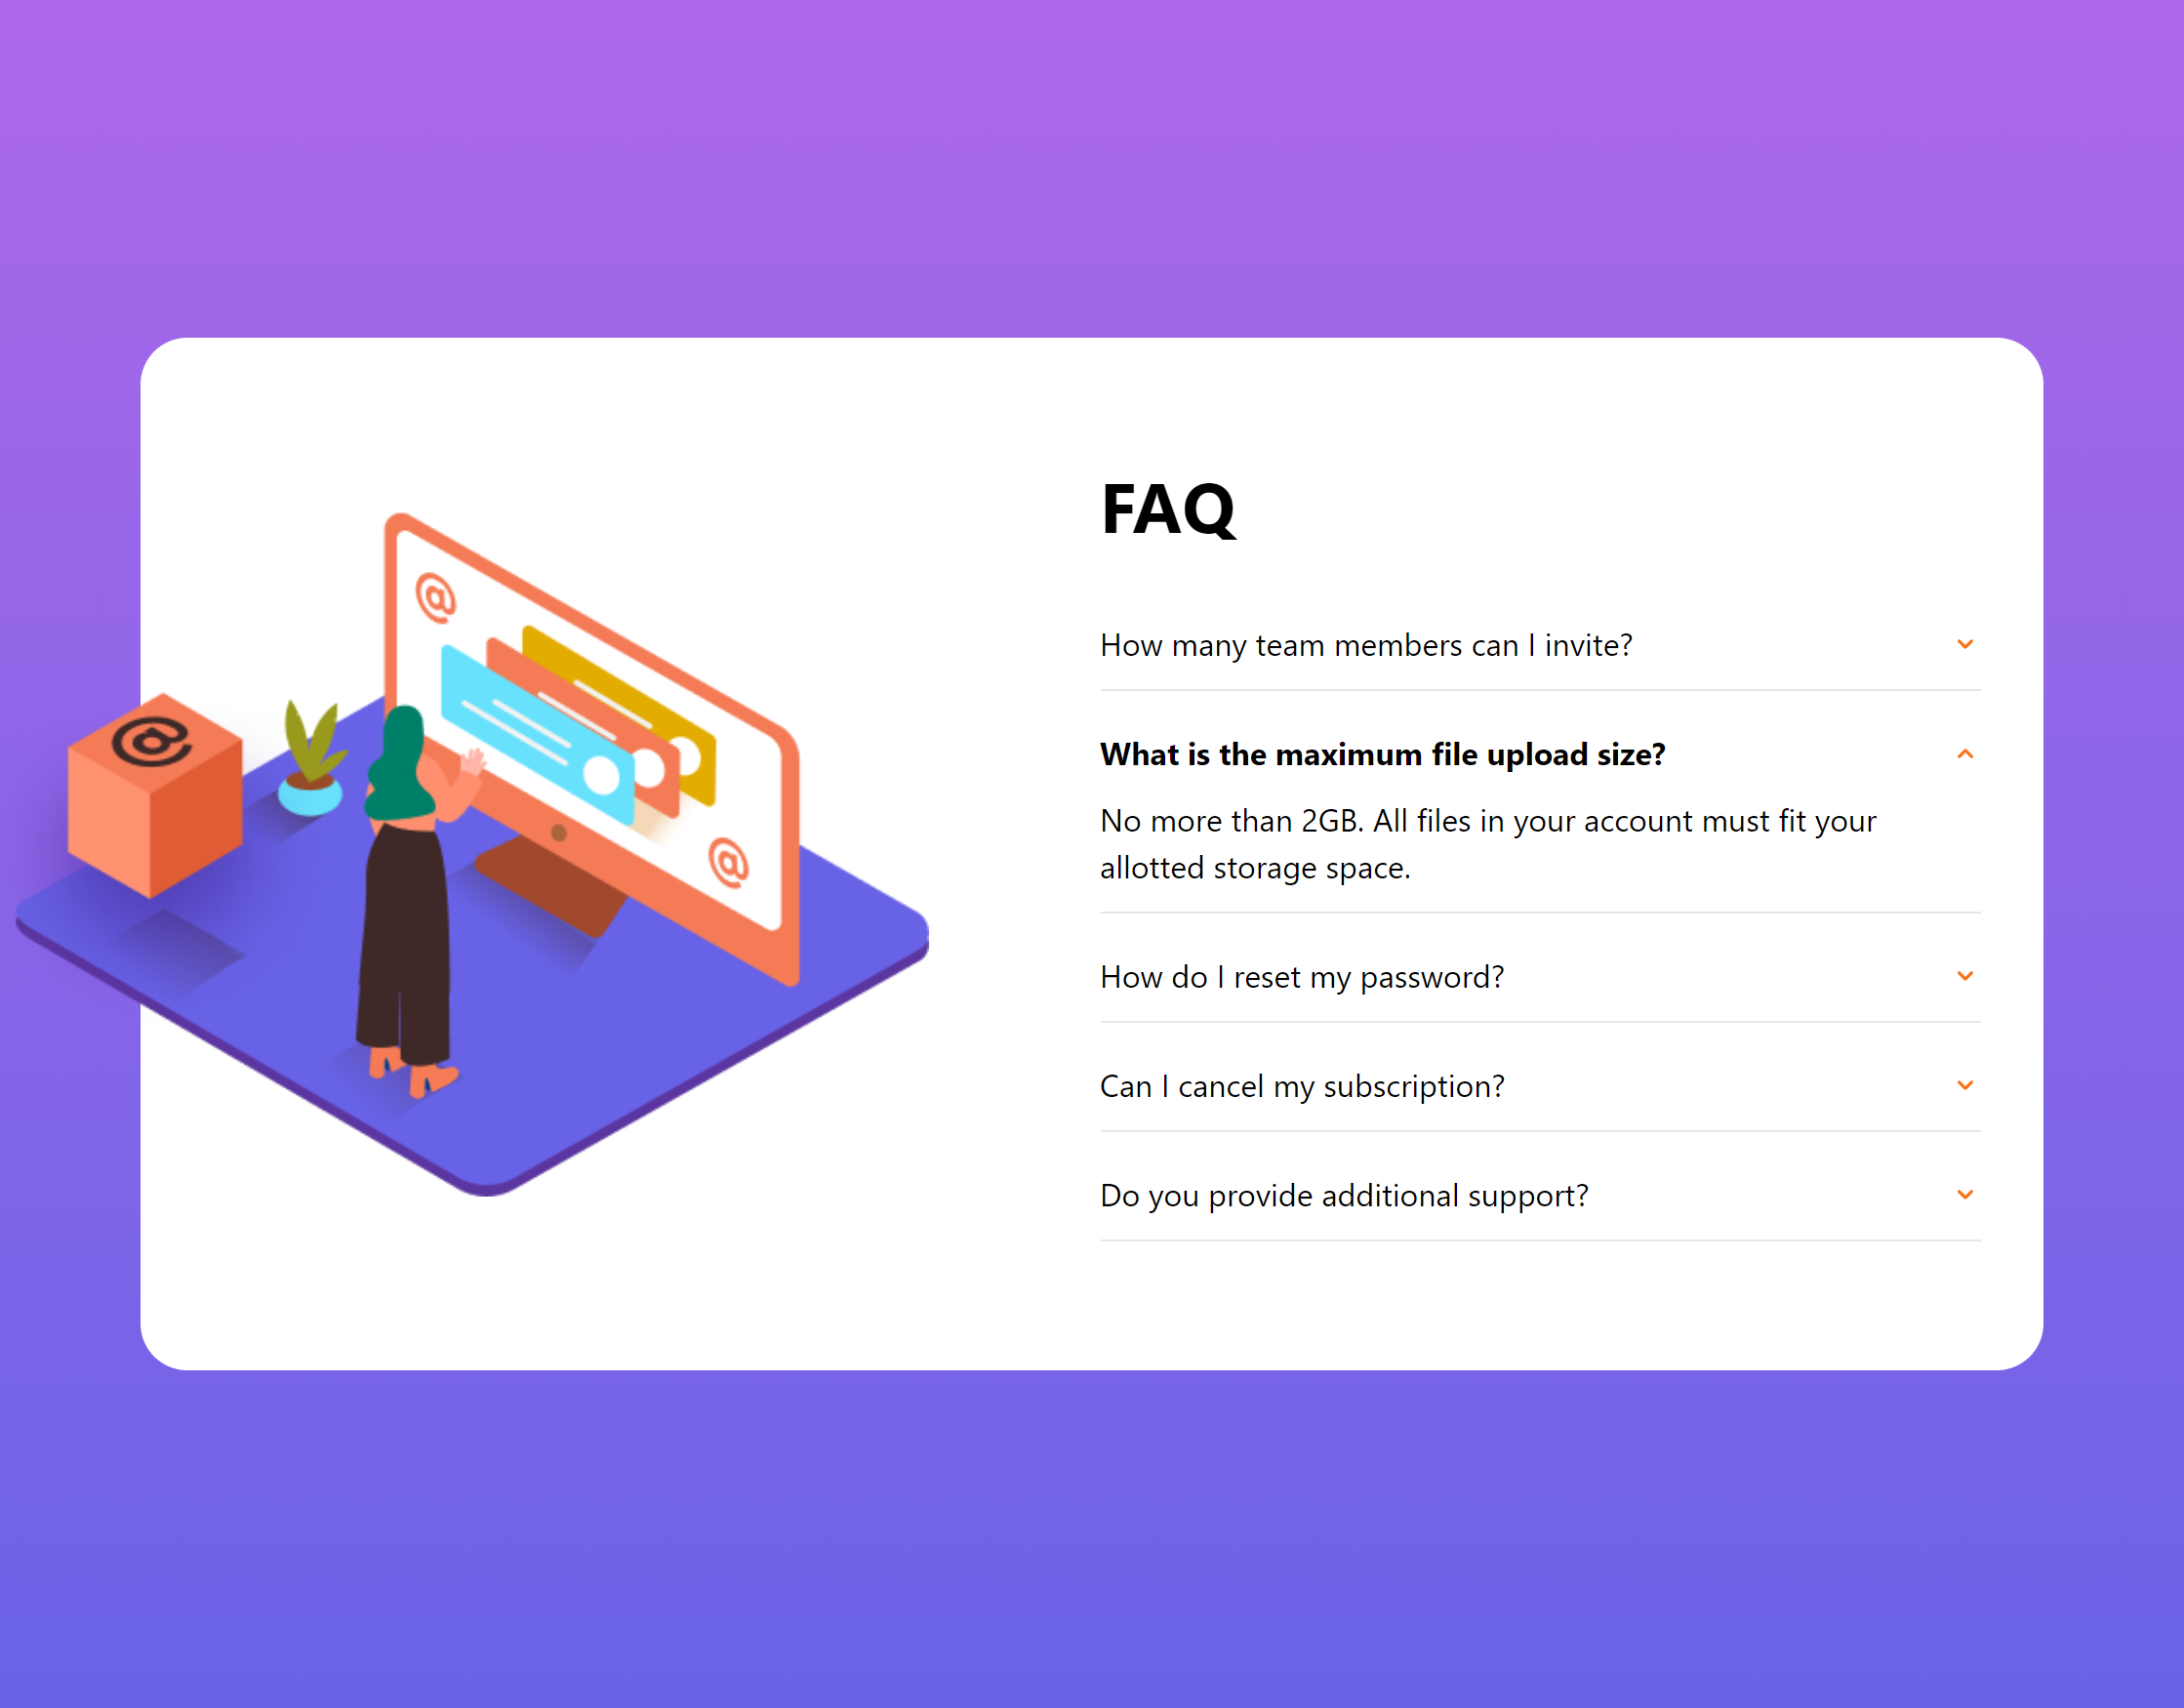 @
@
@
FAQ
How many team members can I invite?
What is the maximum file upload size?
No more than 2GB. All files in your account must fit your
allotted storage space.
How do I reset my password?
Can I cancel my subscription?
Do you provide additional support?